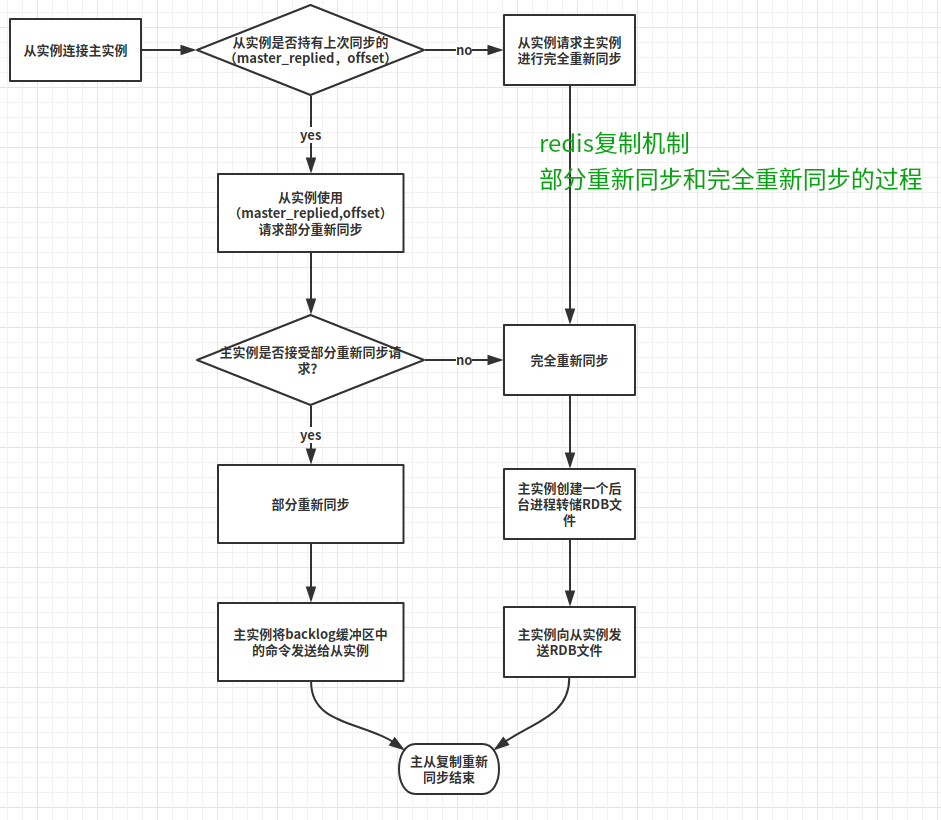 从实例连接主实例
从实例是否持有上次同步的
（master_replied，offset）
no
从实例请求主实例
进行完全重新同步
yes
redis复制机制
部分重新同步和完全重新同步的过程
从实例使用
（master_replied,offset）
请求部分重新同步
主实例是否接受部分重新同步请
求?
no
完全重新同步
yes
部分重新同步
主实例创建一个后
台进程转储RDB文
件
主实例将backlog缓冲区中
的命令发送给从实例
主实例向从实例发
送RDB文件
主从复制重新
同步结束